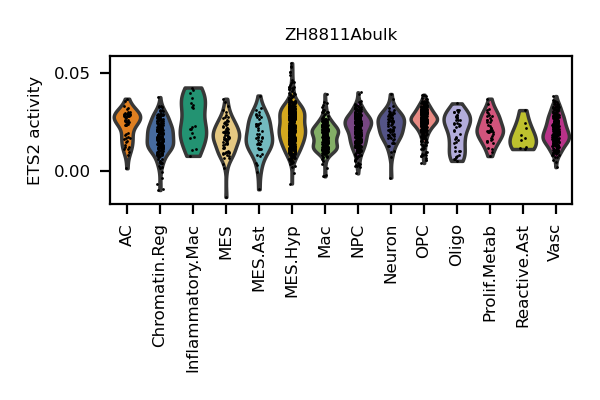 ZH8811Abulk
ETS2 activity
0.05
0.00
AC
Chromatin.Reg
Inflammatory.Mac
MES
MES.Ast
MES.Hyp
Mac
NPC
Neuron
OPC
Oligo
Prolif.Metab
Reactive.Ast
Vasc